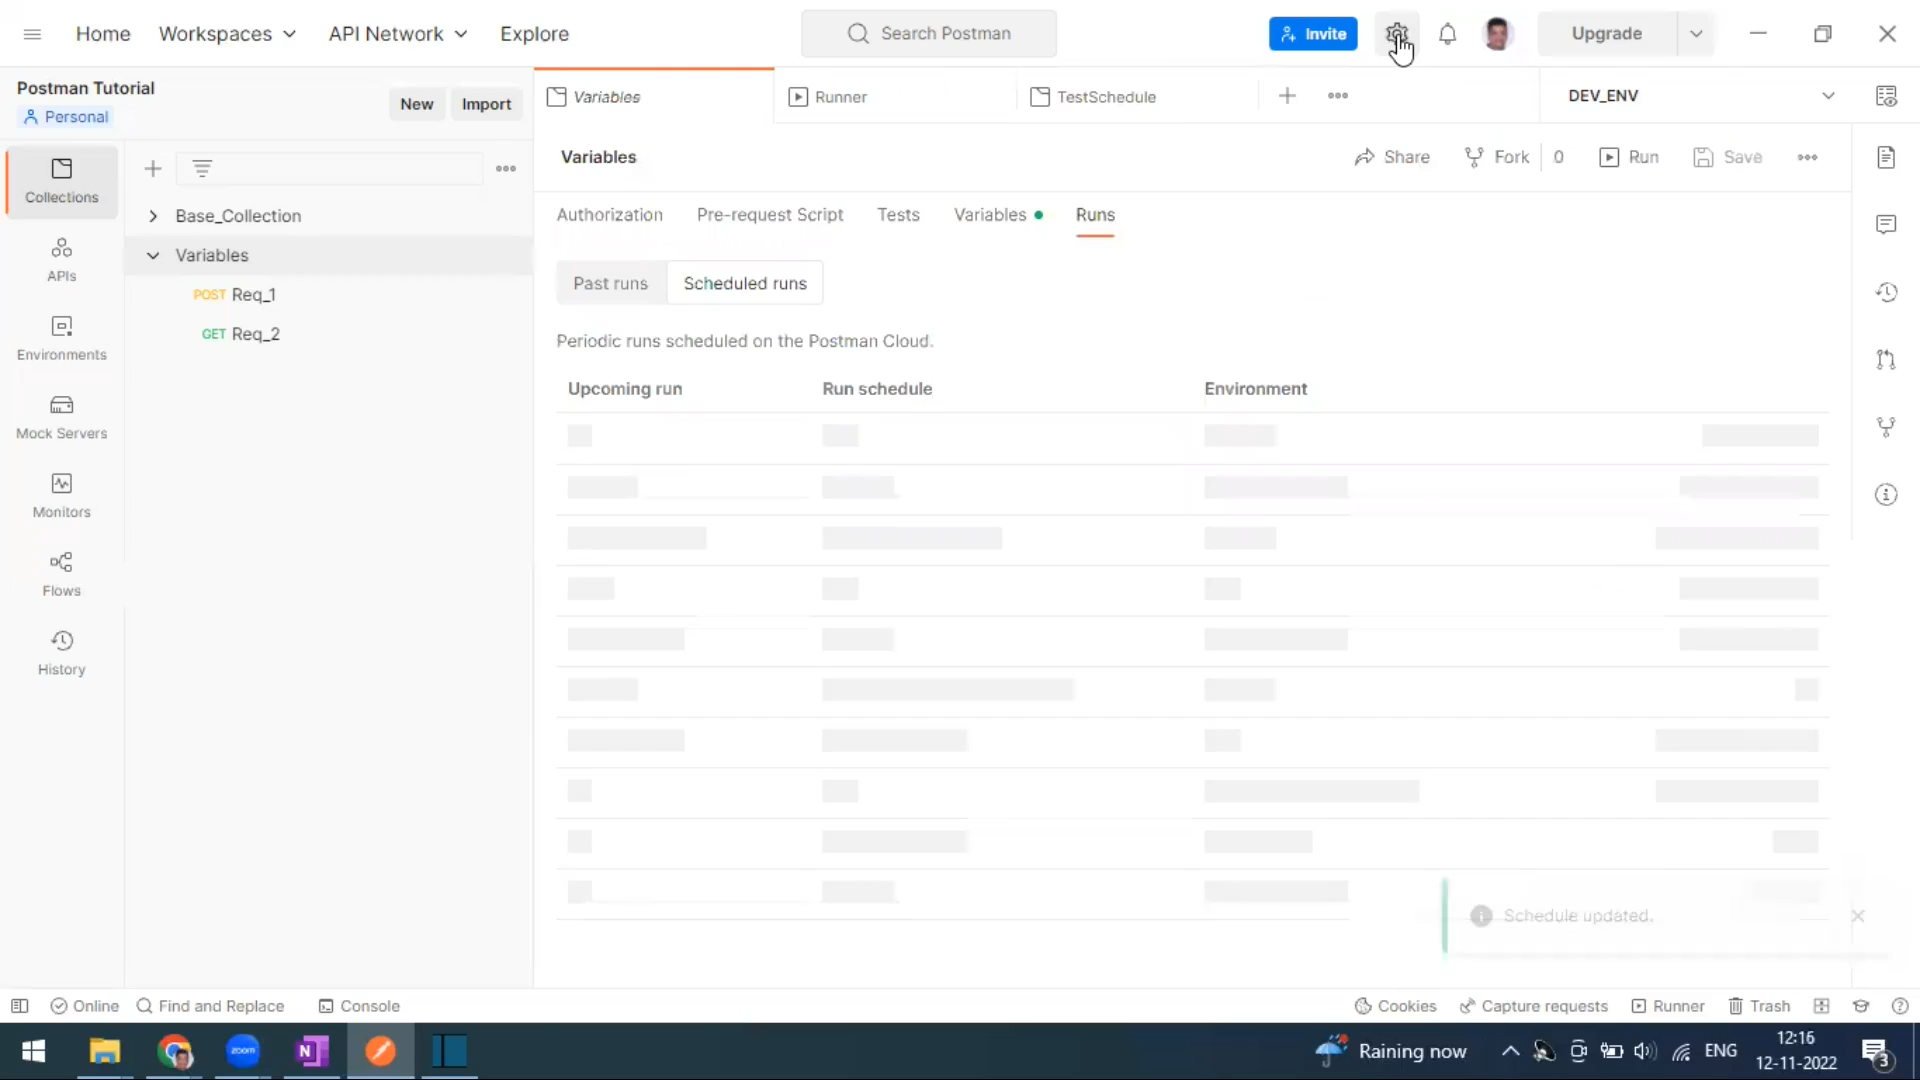 Home
Workspaces
API Network
Explore
Search Postman
Invite
Upgrade
Postman Tutorial
Personal
New
Import
Variables
Runner
TestSchedule
DEV_ENV
Collections
APIs
Environments
Mock Servers
Monitors
Flows
History
Base_Collection
Variables
POST Req_1
GET Req_2
Variables
Share
Fork
0
Run
Save
Authorization
Pre-request Script
Tests
Variables
Runs
Past runs
Scheduled runs
Periodic runs scheduled on the Postman Cloud.
Upcoming run
Run schedule
Environment
Schedule updated.
Online
Find and Replace
Console
Cookies
Capture requests
Runner
Trash
zoom
N
Raining now
ENG
12:16
12-11-2022
3